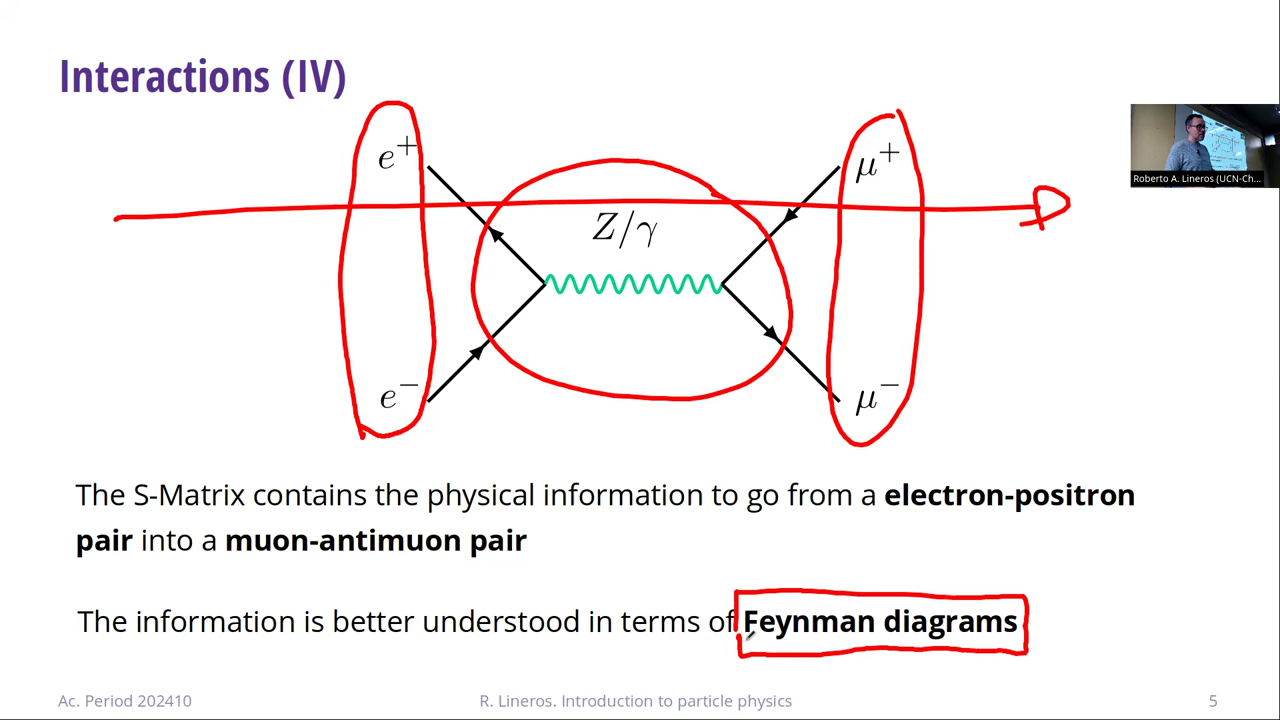 Interactions (IV)
e+
μ+
Z/γ
e−
μ−
Roberto A. Lineros (UCN-Ch...
The S-Matrix contains the physical information to go from a electron-positron
pair into a muon-antimuon pair
The information is better understood in terms of Feynman diagrams
Ac. Period 202410
R. Lineros. Introduction to particle physics
5